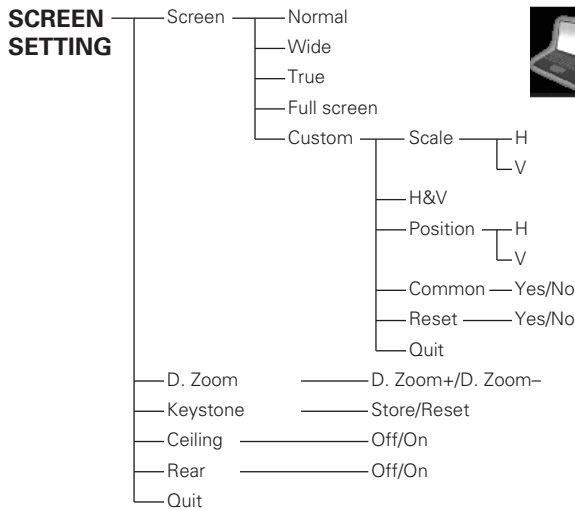 SCREEN SETTING
Screen
Normal
Wide
True
Full screen
Custom
Scale
H
V
H&V
Position
H
V
Common
Yes/No
Reset
Yes/No
Quit
D. Zoom
D. Zoom+/D. Zoom–
Keystone
Store/Reset
Ceiling
Off/On
Rear
Off/On
Quit